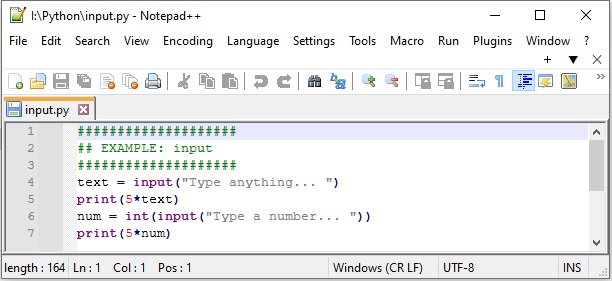 I:\Python\input.py - Notepad++
File Edit Search View Encoding Language Settings Tools Macro Run Plugins Window ?
+ ▼ X
input.py
1 ####################
2 ## EXAMPLE: input
3 ####################
4 text = input("Type anything... ")
5 print(5*text)
6 num = int(input("Type a number... "))
7 print(5*num)
length : 164 Ln : 1 Col : 1 Pos : 1 Windows (CR LF) UTF-8 INS